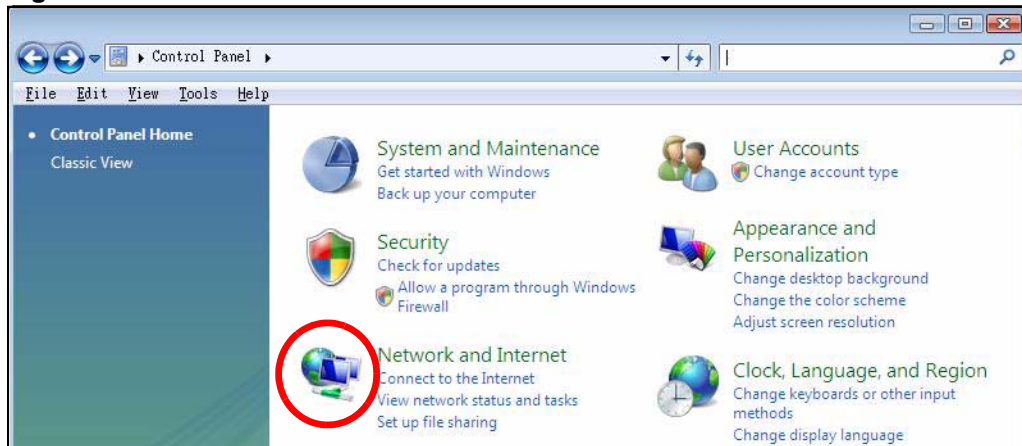 Control Panel
File Edit View Tools Help
Control Panel Home
Classic View
System and Maintenance
Get started with Windows
Back up your computer
Security
Check for updates
Allow a program through Windows
Firewall
Network and Internet
Connect to the Internet
View network status and tasks
Set up file sharing
User Accounts
Change account type
Appearance and
Personalization
Change desktop background
Change the color scheme
Adjust screen resolution
Clock, Language, and Region
Change keyboards or other input
methods
Change display language